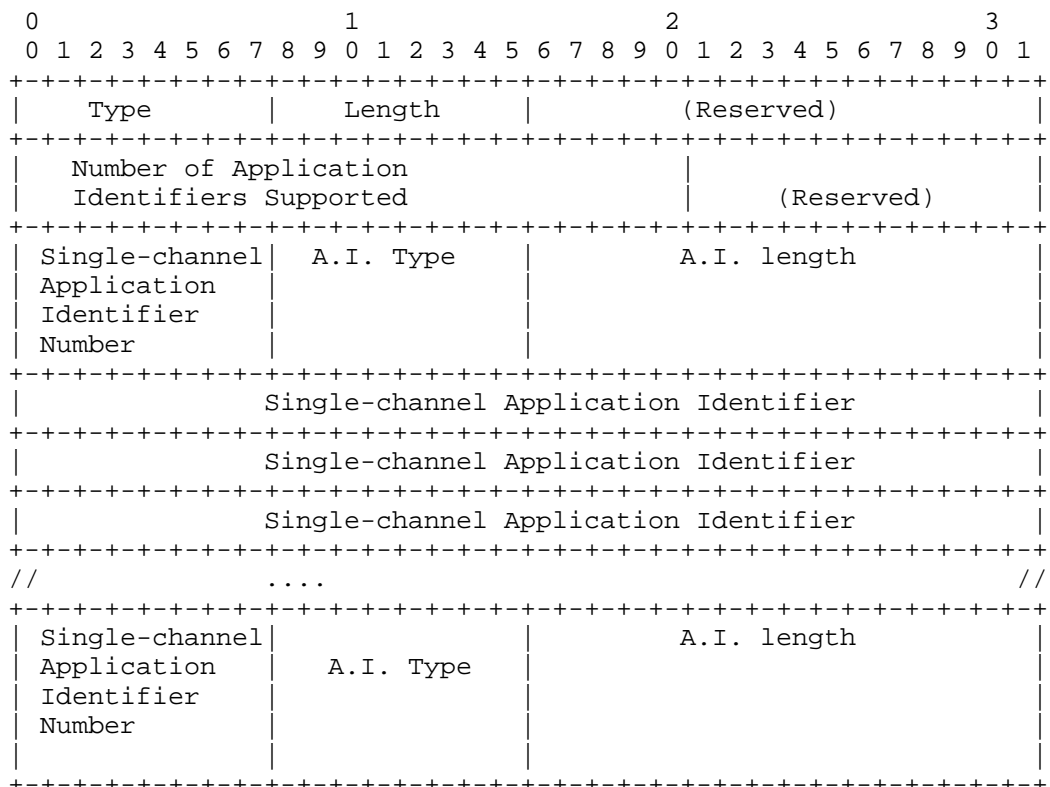 0                   1                   2                   3
 0 1 2 3 4 5 6 7 8 9 0 1 2 3 4 5 6 7 8 9 0 1 2 3 4 5 6 7 8 9 0 1
+-+-+-+-+-+-+-+-+-+-+-+-+-+-+-+-+-+-+-+-+-+-+-+-+-+-+-+-+-+-+-+-+
|    Type       |    Length     |         (Reserved)            |
+-+-+-+-+-+-+-+-+-+-+-+-+-+-+-+-+-+-+-+-+-+-+-+-+-+-+-+-+-+-+-+-+
|   Number of Application                 |                     |
|   Identifiers Supported                 |     (Reserved)      |
+-+-+-+-+-+-+-+-+-+-+-+-+-+-+-+-+-+-+-+-+-+-+-+-+-+-+-+-+-+-+-+-+
| Single-channel|  A.I. Type    |         A.I. length           |
| Application   |               |                               |
| Identifier    |               |                               |
| Number        |               |                               |
+-+-+-+-+-+-+-+-+-+-+-+-+-+-+-+-+-+-+-+-+-+-+-+-+-+-+-+-+-+-+-+-+
|               Single-channel Application Identifier           |
+-+-+-+-+-+-+-+-+-+-+-+-+-+-+-+-+-+-+-+-+-+-+-+-+-+-+-+-+-+-+-+-+
|               Single-channel Application Identifier           |
+-+-+-+-+-+-+-+-+-+-+-+-+-+-+-+-+-+-+-+-+-+-+-+-+-+-+-+-+-+-+-+-+
|               Single-channel Application Identifier           |
+-+-+-+-+-+-+-+-+-+-+-+-+-+-+-+-+-+-+-+-+-+-+-+-+-+-+-+-+-+-+-+-+
//              ....                                           //
+-+-+-+-+-+-+-+-+-+-+-+-+-+-+-+-+-+-+-+-+-+-+-+-+-+-+-+-+-+-+-+-+
| Single-channel|               |         A.I. length           |
| Application   |   A.I. Type   |                               |
| Identifier    |               |                               |
| Number        |               |                               |
|               |               |                               |
+-+-+-+-+-+-+-+-+-+-+-+-+-+-+-+-+-+-+-+-+-+-+-+-+-+-+-+-+-+-+-+-+